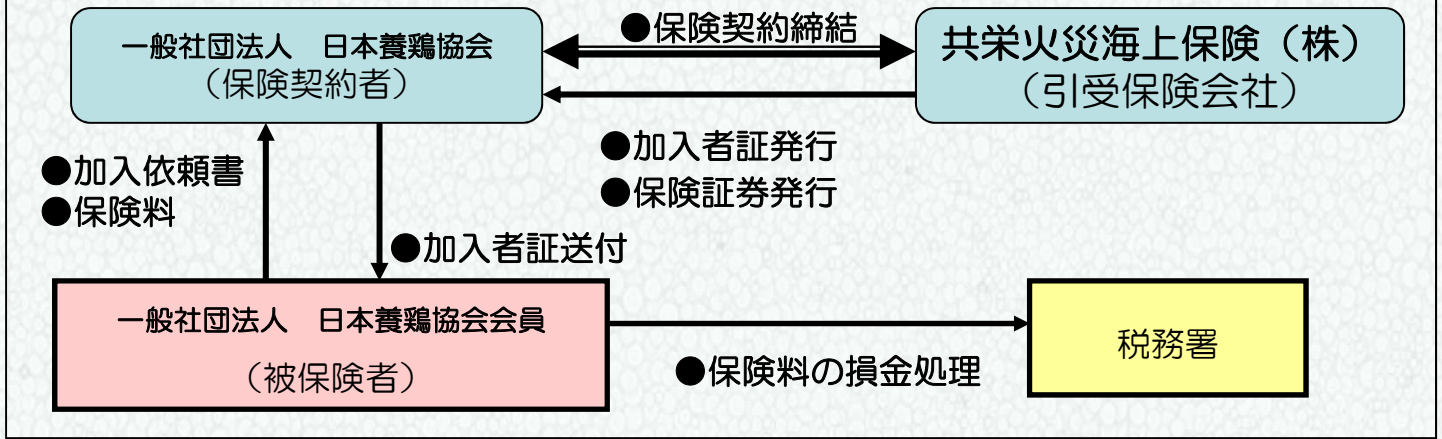 一般社団法人　日本養鶏協会
（保険契約者）
●保険契約締結
共栄火災海上保険（株）
（引受保険会社）
●加入依頼書
●保険料
●加入者証発行
●保険証券発行
●加入者証送付
一般社団法人　日本養鶏協会会員
（被保険者）
●保険料の損金処理
税務署